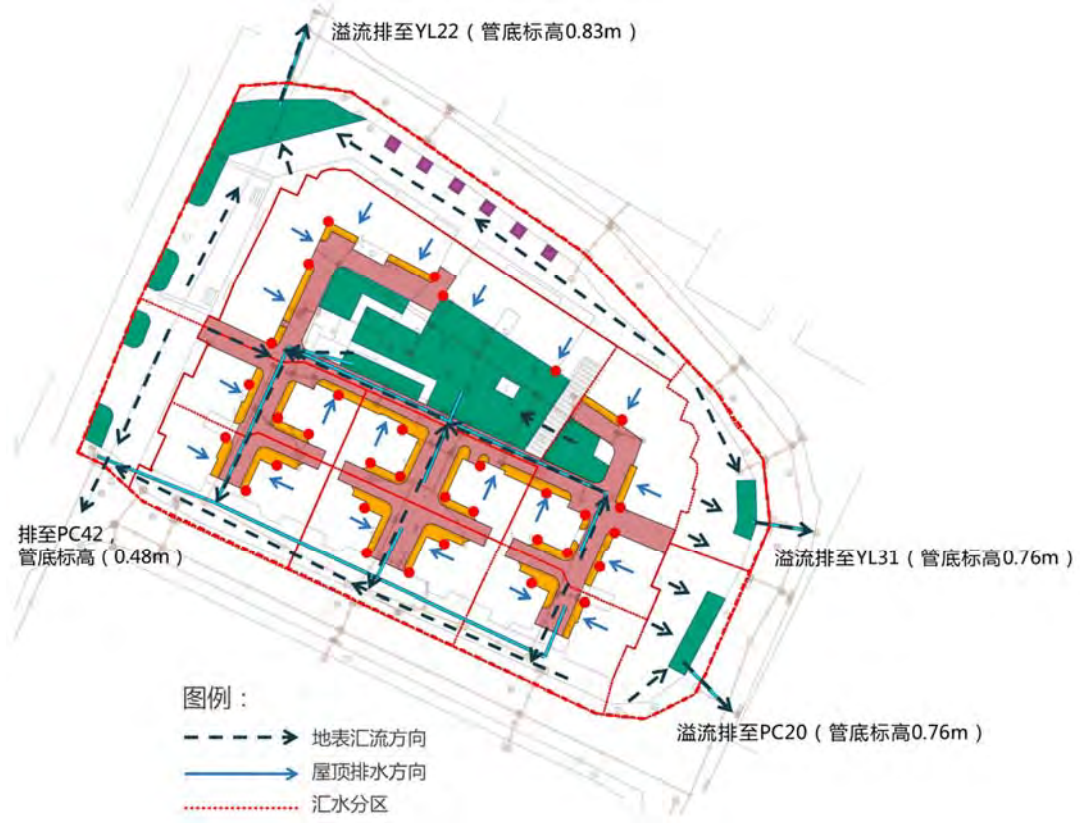 溢流排至YL22（管底标高0.83m）
排至PC42，
管底标高（0.48m）
溢流排至YL31（管底标高0.76m）
溢流排至PC20（管底标高0.76m）
图例：
地表汇流方向
屋顶排水方向
汇水分区